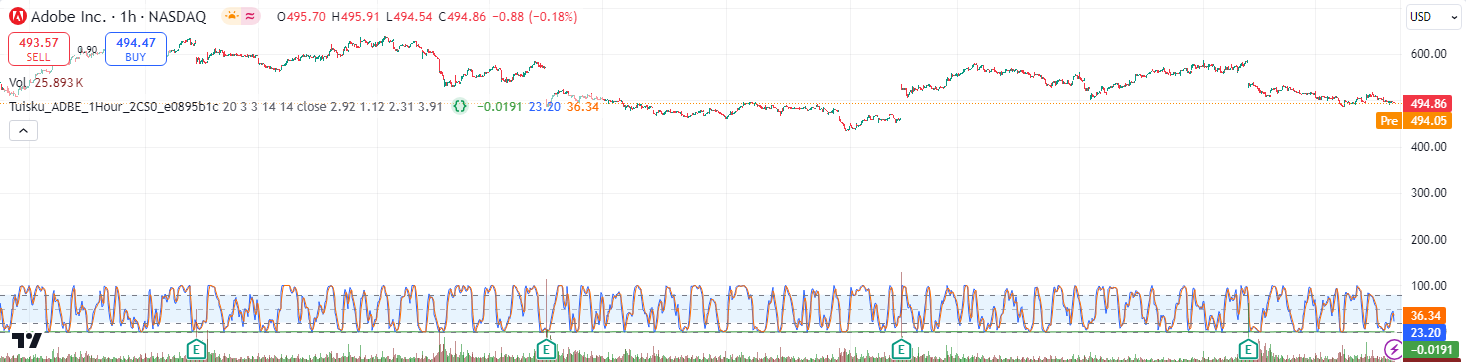 Adobe Inc. · 1h · NASDAQ O495.70 H495.91 L494.54 C494.86 −0.88 (−0.18%)
USD
493.57 SELL
0.90
494.47 BUY
Vol 25.893 K
Tuisku_ADBE_1Hour_2CS0_e0895b1c 20 3 3 14 14 close 2.92 1.12 2.31 3.91 {} −0.0191 23.20 36.34
600.00
494.86
Pre 494.05
400.00
300.00
200.00
100.00
36.34
23.20
−0.0191
E E E E